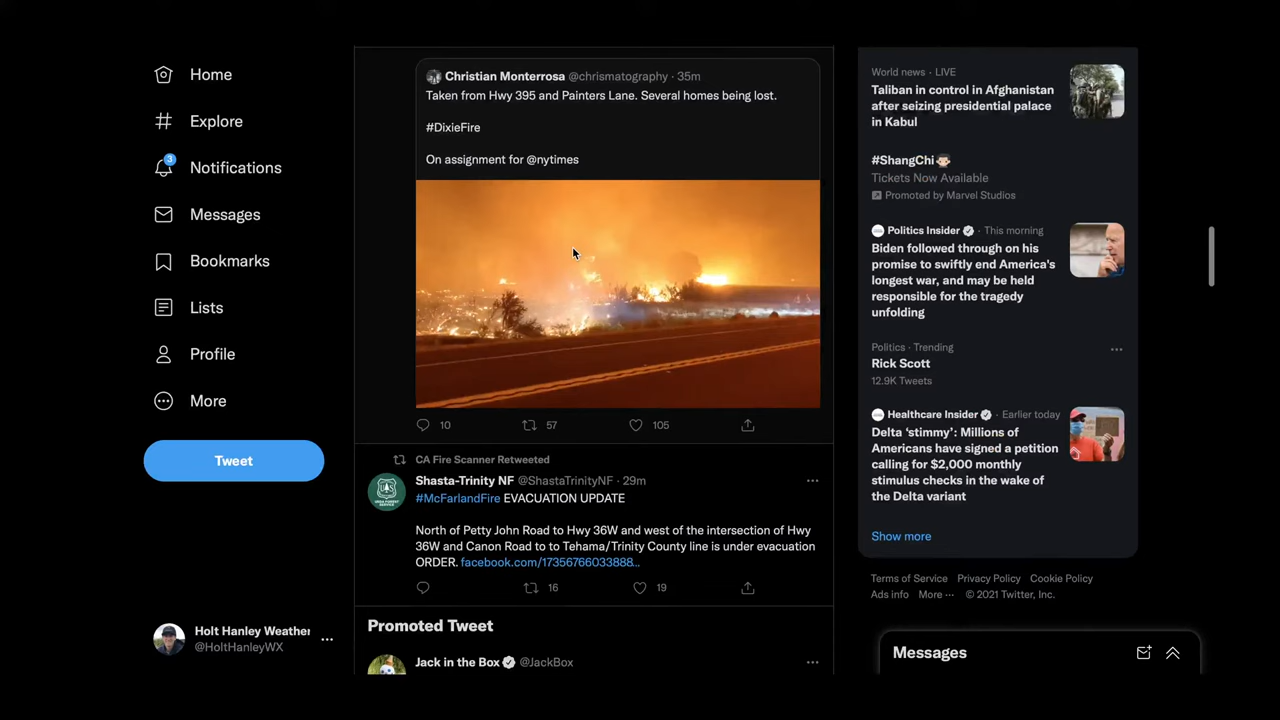 Home
Explore
3
Notifications
Messages
Bookmarks
Lists
Profile
More
Tweet
Holt Hanley Weather
@HoltHanleyWX
Christian Monterrosa @chrismatography · 35m
Taken from Hwy 395 and Painters Lane. Several homes being lost.
#DixieFire
On assignment for @nytimes
10 57 105
CA Fire Scanner Retweeted
Shasta-Trinity NF @ShastaTrinityNF · 29m
#McFarlandFire EVACUATION UPDATE
North of Petty John Road to Hwy 36W and west of the intersection of Hwy
36W and Canon Road to to Tehama/Trinity County line is under evacuation
ORDER. facebook.com/17356766033888...
16 19
Promoted Tweet
Jack in the Box @JackBox
World news · LIVE
Taliban in control in Afghanistan
after seizing presidential palace
in Kabul
#ShangChi
Tickets Now Available
Promoted by Marvel Studios
Politics Insider · This morning
Biden followed through on his
promise to swiftly end America's
longest war, and may be held
responsible for the tragedy
unfolding
Politics · Trending
Rick Scott
12.9K Tweets
Healthcare Insider · Earlier today
Delta ‘stimmy’: Millions of
Americans have signed a petition
calling for $2,000 monthly
stimulus checks in the wake of
the Delta variant
Show more
Terms of Service Privacy Policy Cookie Policy
Ads info More ··· © 2021 Twitter, Inc.
Messages